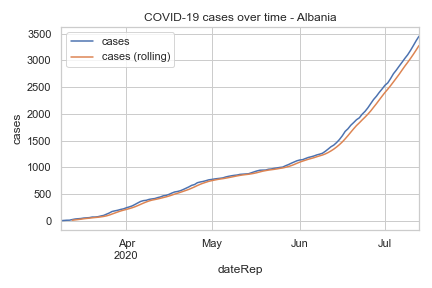 COVID-19 cases over time - Albania
cases
cases (rolling)
3500
3000
2500
2000
1500
1000
500
0
cases
Apr
2020
May
Jun
Jul
dateRep